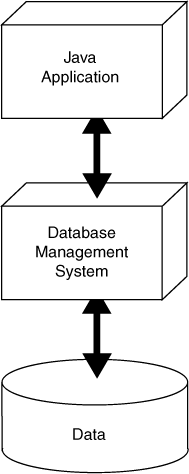 Java
Application
Database
Management
System
Data